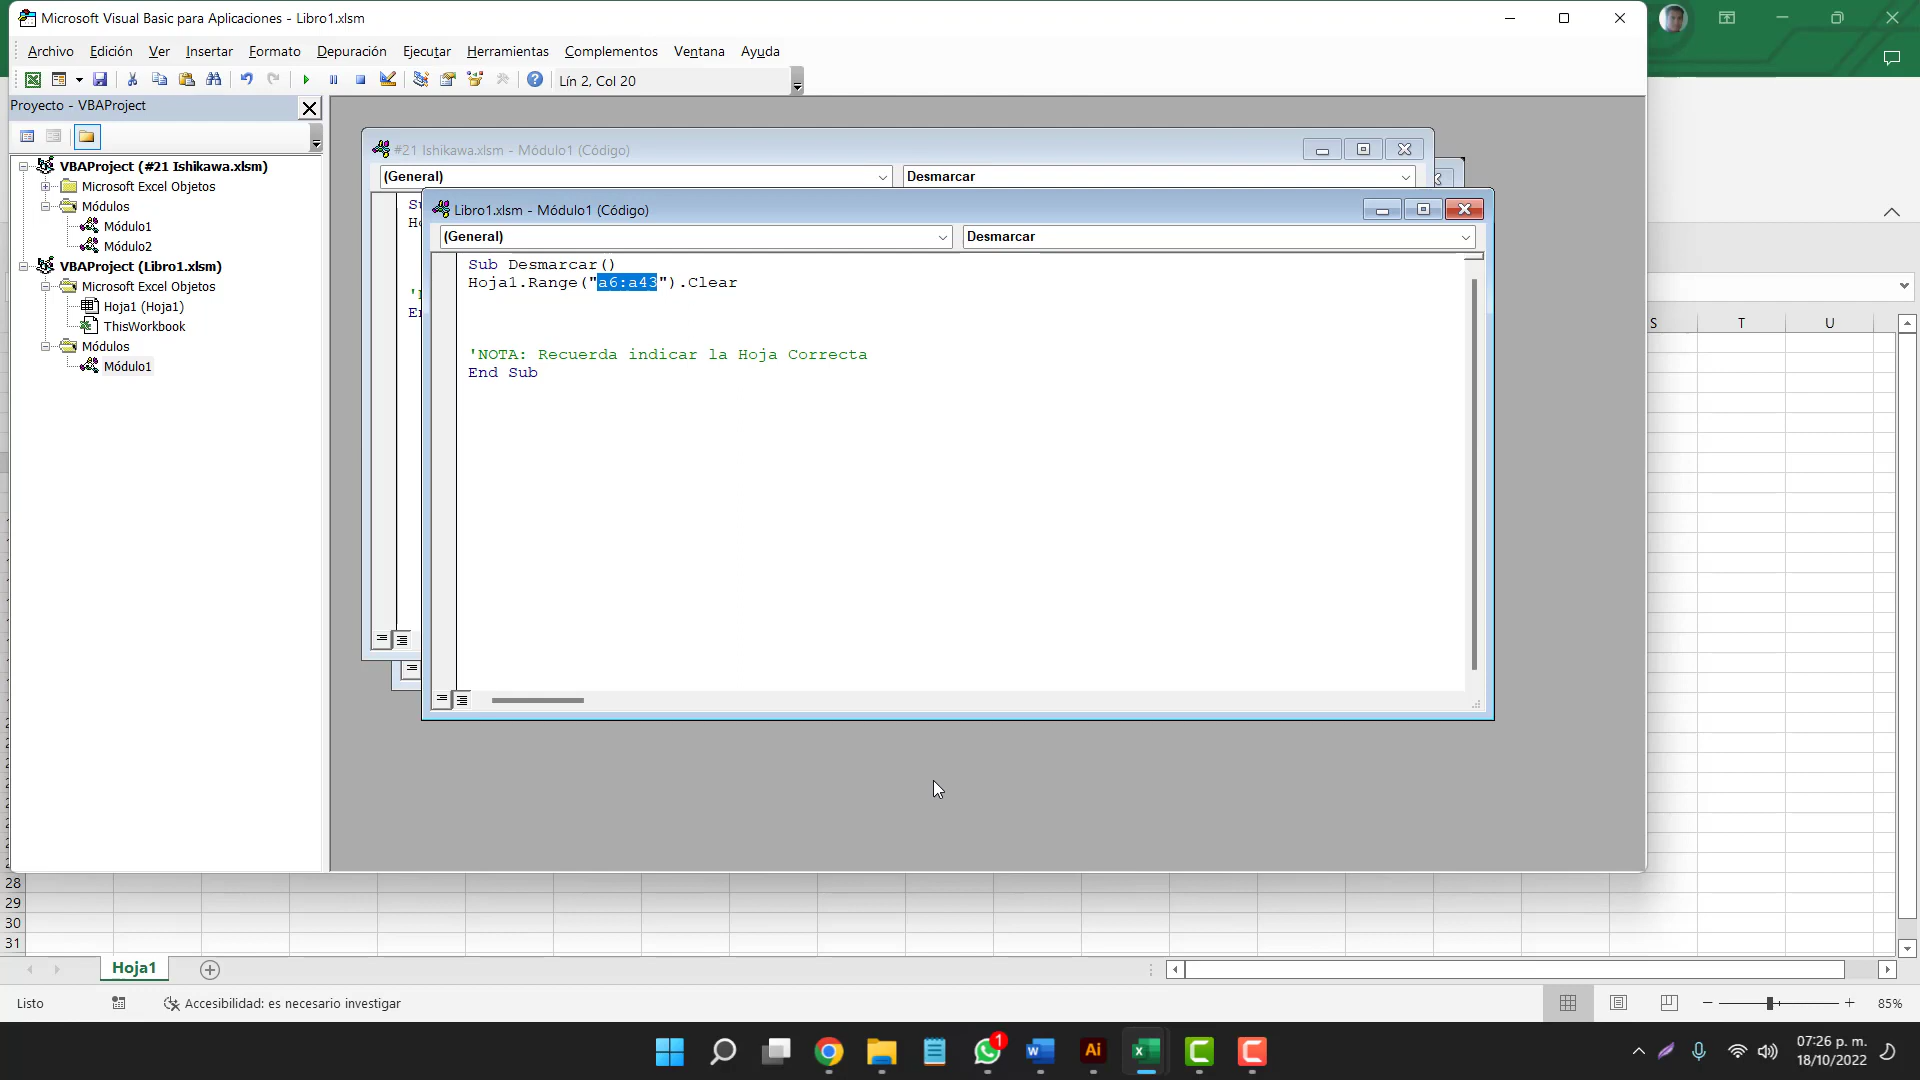 Microsoft Visual Basic para Aplicaciones - Libro1.xlsm
Archivo Edición Ver Insertar Formato Depuración Ejecutar Herramientas Complementos Ventana Ayuda
Lín 2, Col 20
Proyecto - VBAProject
VBAProject (#21 Ishikawa.xlsm)
Microsoft Excel Objetos
Módulos
Módulo1
Módulo2
VBAProject (Libro1.xlsm)
Microsoft Excel Objetos
Hoja1 (Hoja1)
ThisWorkbook
Módulos
Módulo1
#21 Ishikawa.xlsm - Módulo1 (Código)
(General) Desmarcar
Libro1.xlsm - Módulo1 (Código)
(General) Desmarcar
Sub Desmarcar()
Hoja1.Range("a6:a43").Clear
'NOTA: Recuerda indicar la Hoja Correcta
End Sub
S T U
28
29
30
31
Hoja1
Listo
Accesibilidad: es necesario investigar
85%
1
W
Ai
07:26 p. m.
18/10/2022